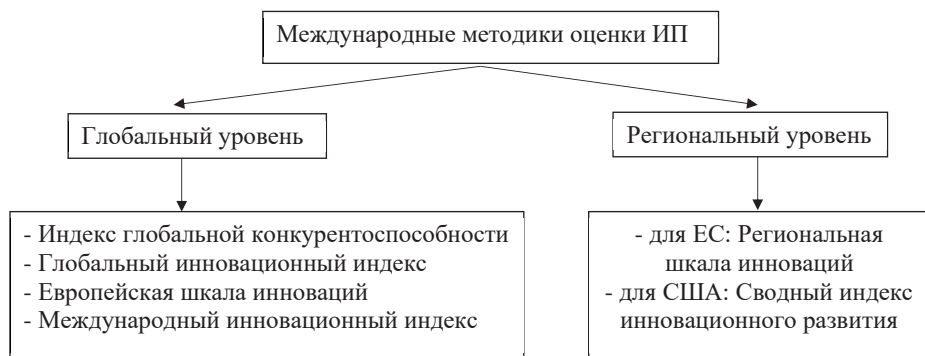 Международные методики оценки ИП
Глобальный уровень
Региональный уровень
- Индекс глобальной конкурентоспособности
- Глобальный инновационный индекс
- Европейская шкала инноваций
- Международный инновационный индекс
- для ЕС: Региональная
шкала инноваций
- для США: Сводный индекс
инновационного развития